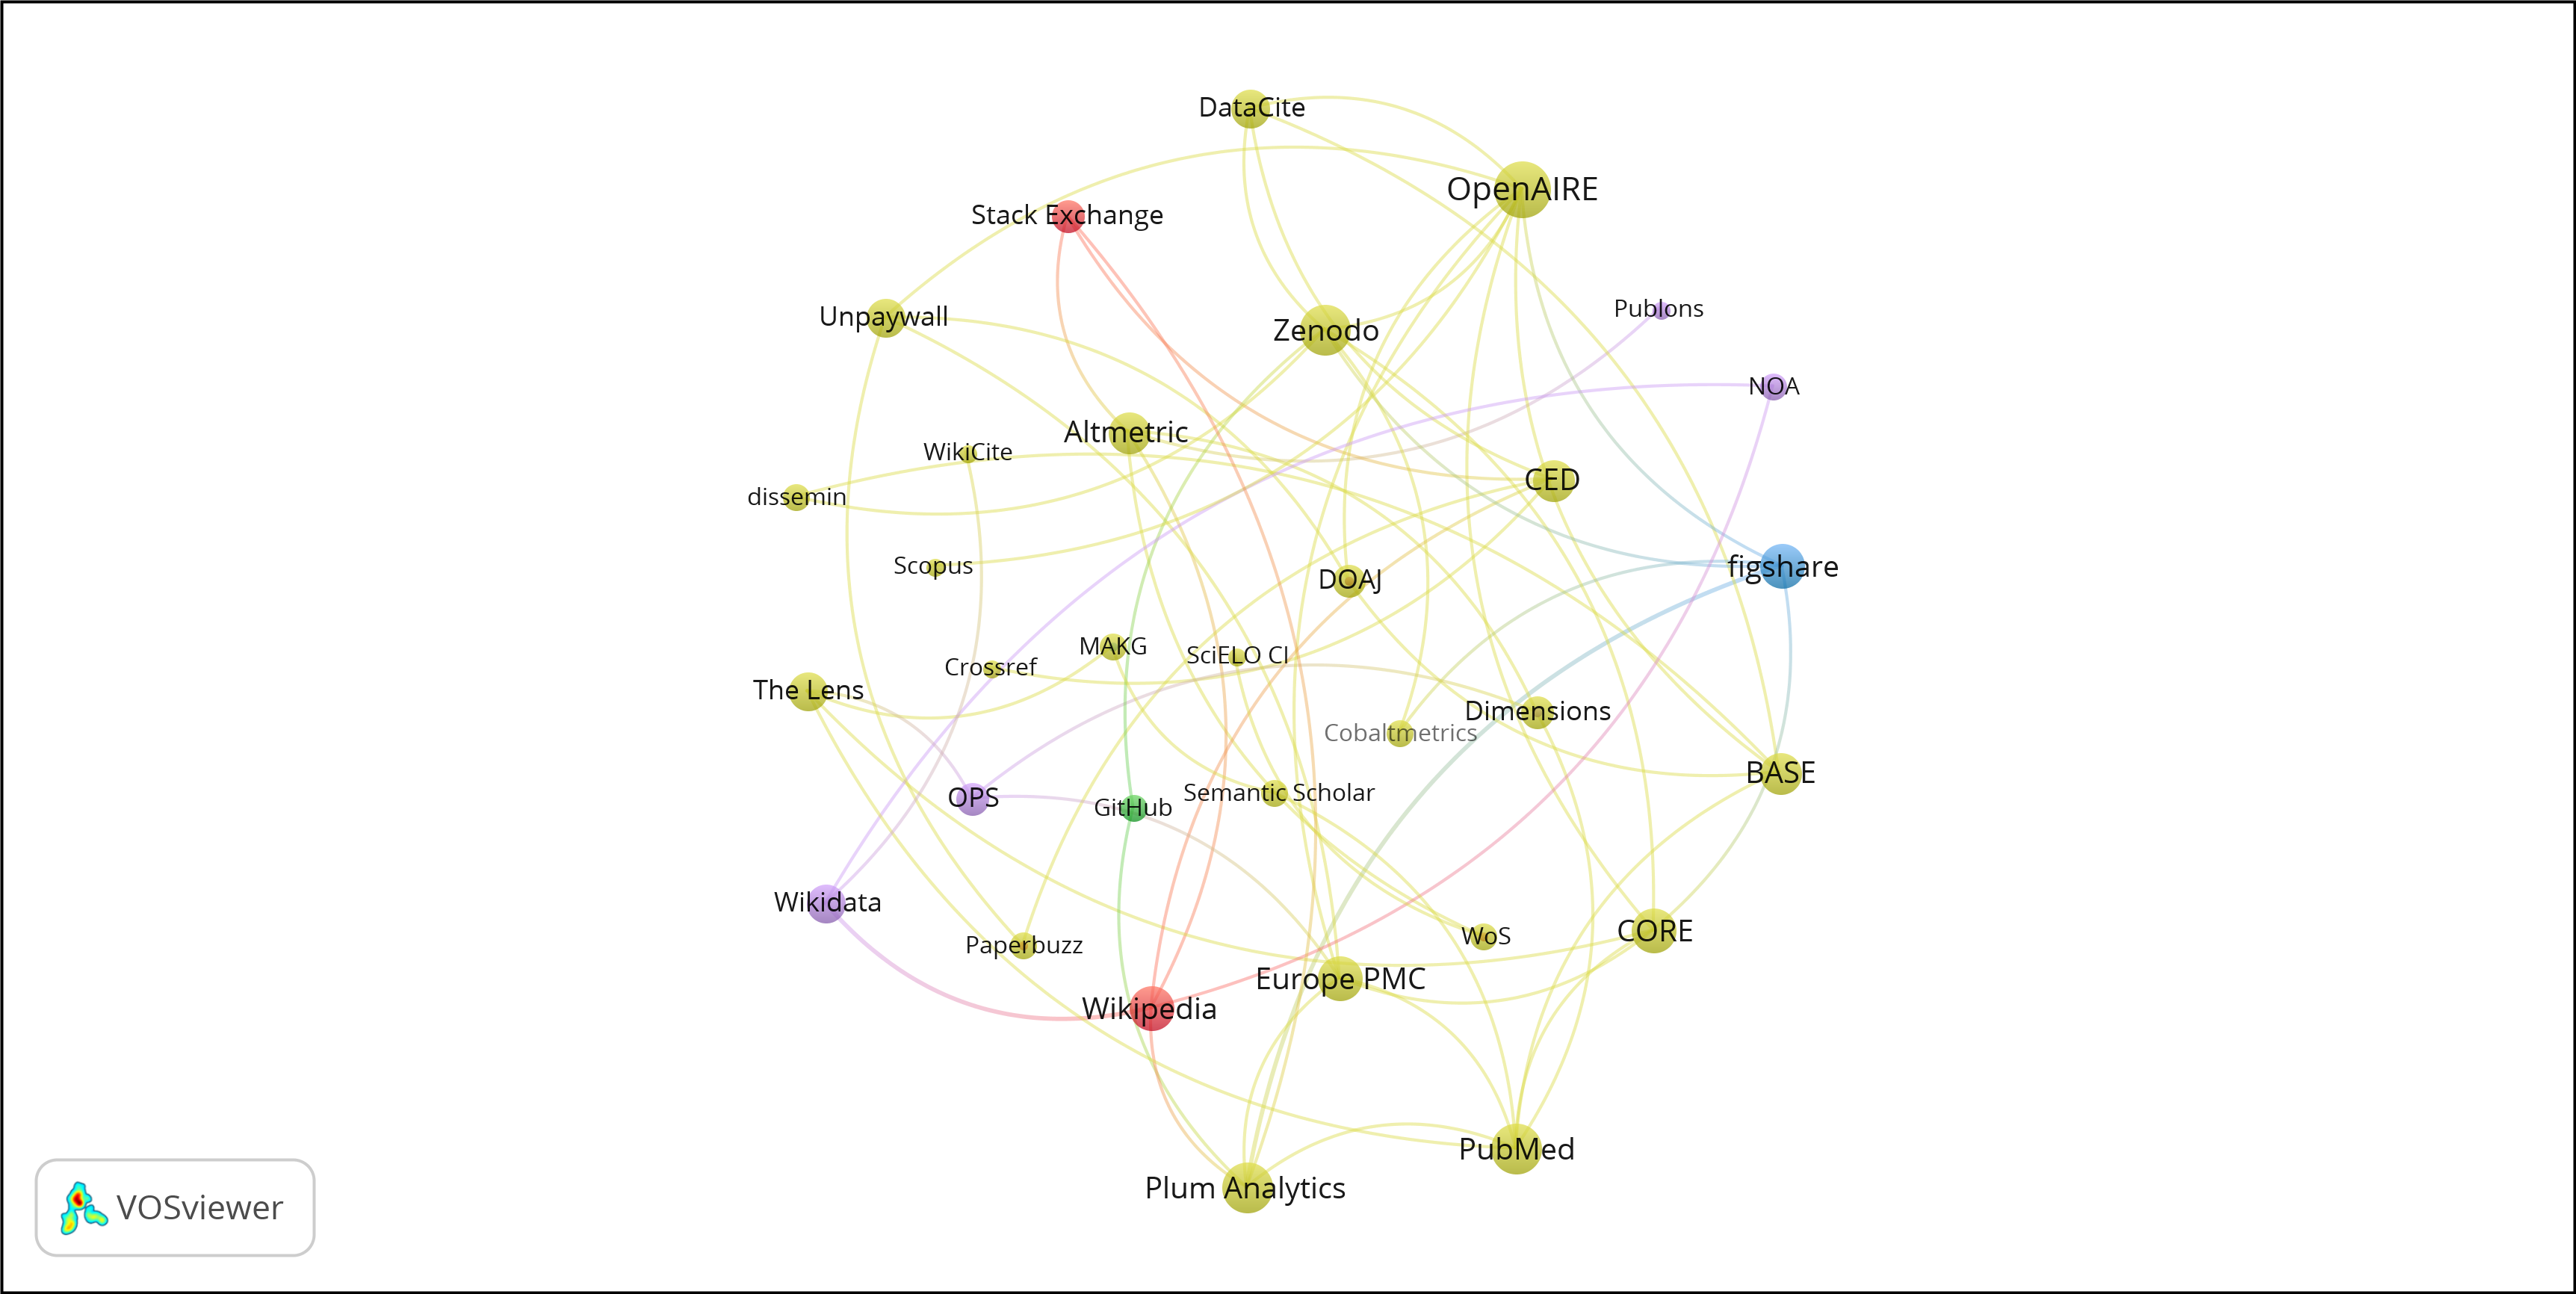 DataCite
OpenAIRE
Stack Exchange
Publons
Unpaywall
Zenodo
NOA
Altmetric
WikiCite
CED
dissemin
Scopus
figshare
DOAJ
MAKG
SciELO CI
Crossref
The Lens
Dimensions
Cobaltmetrics
BASE
OPS
GitHub
Semantic Scholar
Wikidata
CORE
WoS
Paperbuzz
Europe PMC
Wikipedia
PubMed
Plum Analytics
VOSviewer